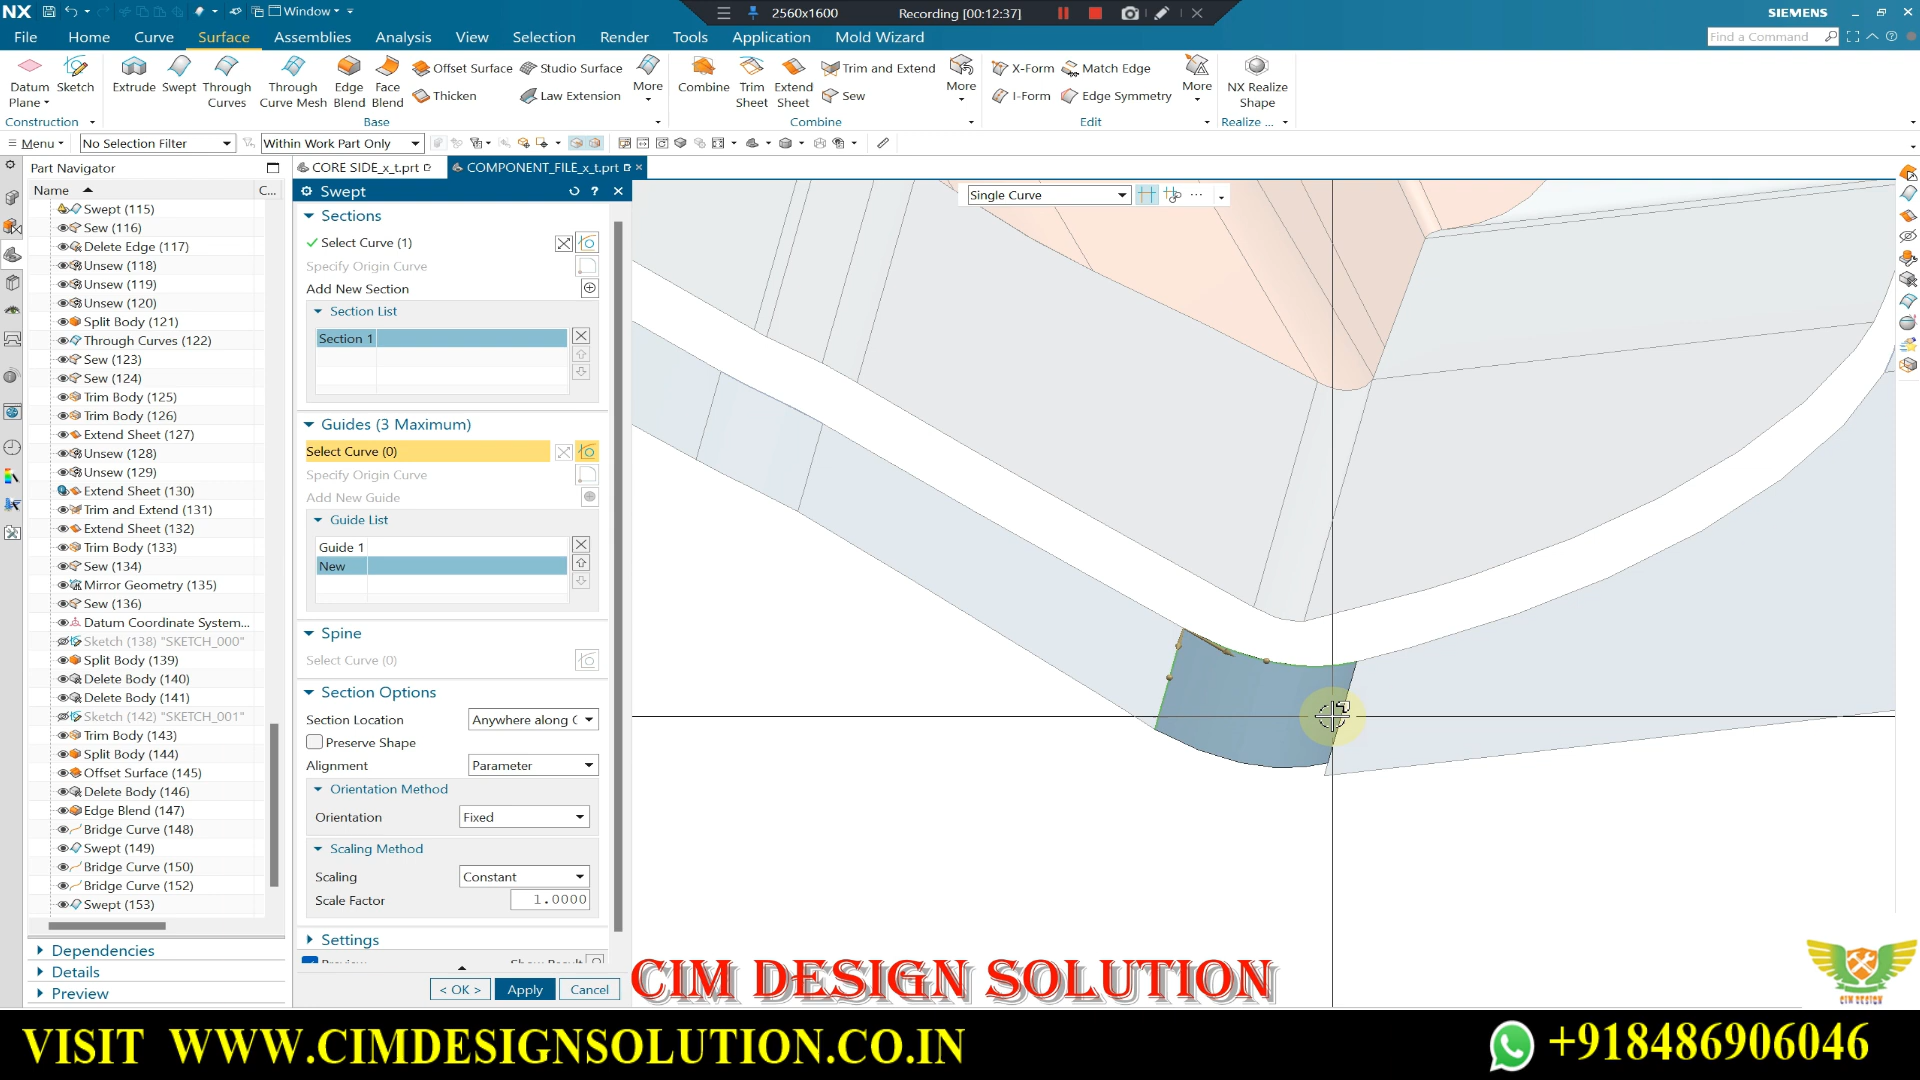 NX
Window
2560x1600
Recording [00:12:37]
SIEMENS
File
Home
Curve
Surface
Assemblies
Analysis
View
Selection
Render
Tools
Application
Mold Wizard
Find a Command
Datum Plane
Sketch
Construction
Extrude
Swept
Through Curves
Through Curve Mesh
Edge Blend
Face Blend
Offset Surface
Thicken
Studio Surface
Law Extension
More
Base
Combine
Trim Sheet
Extend Sheet
Trim and Extend
Sew
More
Combine
X-Form
I-Form
Match Edge
Edge Symmetry
More
Edit
NX Realize Shape
Realize ...
Menu
No Selection Filter
Within Work Part Only
Part Navigator
Name
C...
Swept (115)
Sew (116)
Delete Edge (117)
Unsew (118)
Unsew (119)
Unsew (120)
Split Body (121)
Through Curves (122)
Sew (123)
Sew (124)
Trim Body (125)
Trim Body (126)
Extend Sheet (127)
Unsew (128)
Unsew (129)
Extend Sheet (130)
Trim and Extend (131)
Extend Sheet (132)
Trim Body (133)
Sew (134)
Mirror Geometry (135)
Sew (136)
Datum Coordinate System...
Sketch (138) "SKETCH_000"
Split Body (139)
Delete Body (140)
Delete Body (141)
Sketch (142) "SKETCH_001"
Trim Body (143)
Split Body (144)
Offset Surface (145)
Delete Body (146)
Edge Blend (147)
Bridge Curve (148)
Swept (149)
Bridge Curve (150)
Bridge Curve (152)
Swept (153)
Dependencies
Details
Preview
CORE SIDE_x_t.prt
COMPONENT_FILE_x_t.prt
Swept
Sections
Select Curve (1)
Specify Origin Curve
Add New Section
Section List
Section 1
Guides (3 Maximum)
Select Curve (0)
Specify Origin Curve
Add New Guide
Guide List
Guide 1
New
Spine
Select Curve (0)
Section Options
Section Location
Anywhere along
Preserve Shape
Alignment
Parameter
Orientation Method
Orientation
Fixed
Scaling Method
Scaling
Constant
Scale Factor
1.0000
Settings
< OK >
Apply
Cancel
Single Curve
CIM DESIGN SOLUTION
CIM DESIGN
VISIT WWW.CIMDESIGNSOLUTION.CO.IN
+918486906046